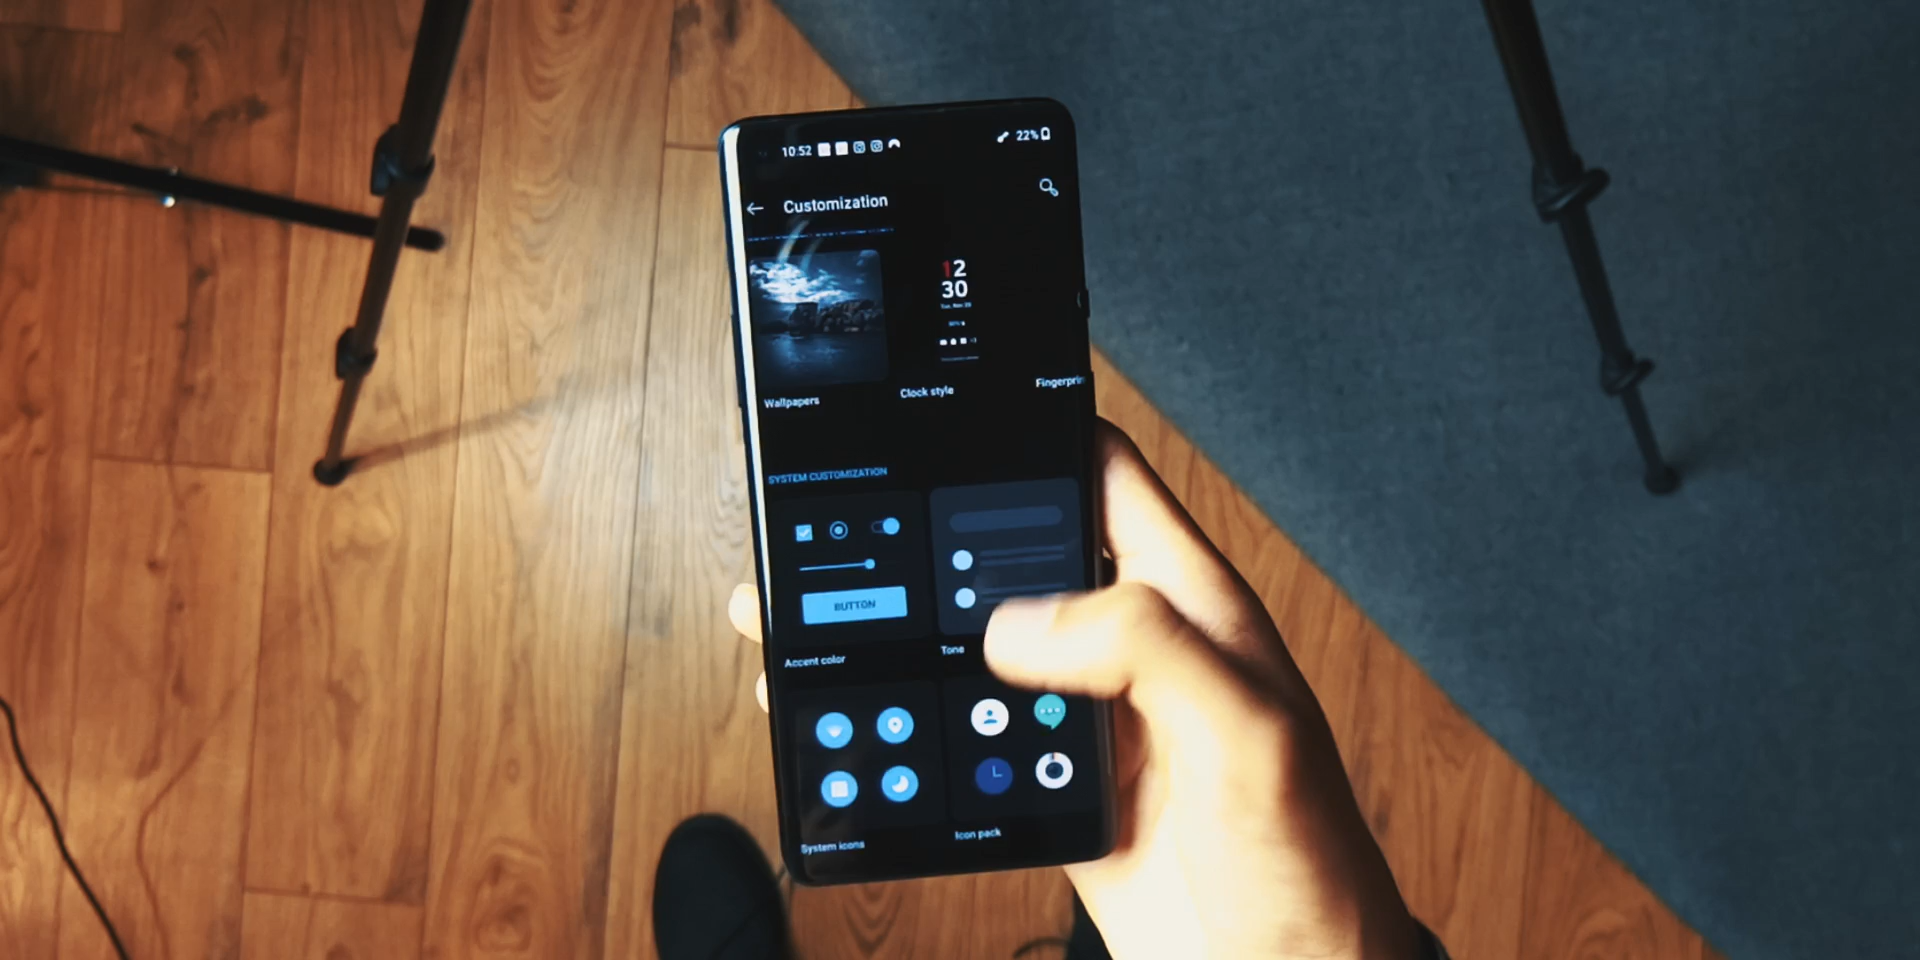 10:52
22%
Customization
12
30
Wallpapers
Clock style
Fingerprin
SYSTEM CUSTOMIZATION
BUTTON
Accent color
Tone
System icons
Icon pack